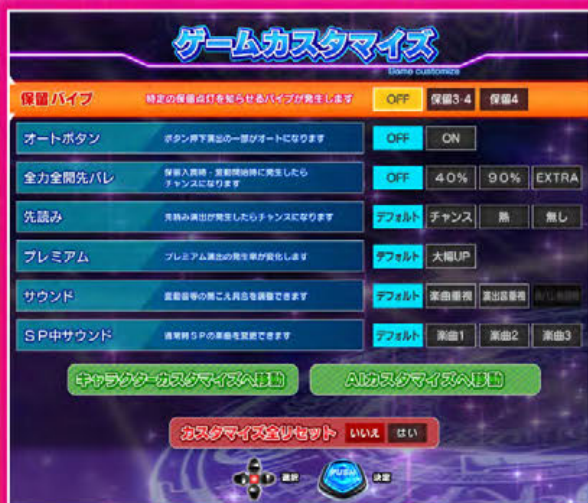 ゲームカスタマイズ
Game customize
保留バイブ 特定の保留点灯を知らせるバイブが発生します OFF 保留3・4 保留4
オートボタン ボタン押下演出の一部がオートになります OFF ON
全力全開先バレ 保留入賞時・変動開始時に発生したら
チャンスになります OFF 40% 90% EXTRA
先読み 先読み演出が発生したらチャンスになります デフォルト チャンス 熱 無し
プレミアム プレミアム演出の発生率が変化します デフォルト 大幅UP
サウンド 変動音等の聞こえ具合を調整できます デフォルト 楽曲重視 演出音重視
SP中サウンド 通常時SPの楽曲を変更できます デフォルト 楽曲1 楽曲2 楽曲3
キャラクターカスタマイズへ移動 AIカスタマイズへ移動
カスタマイズ全リセット いいえ はい
選択 PUSH 決定